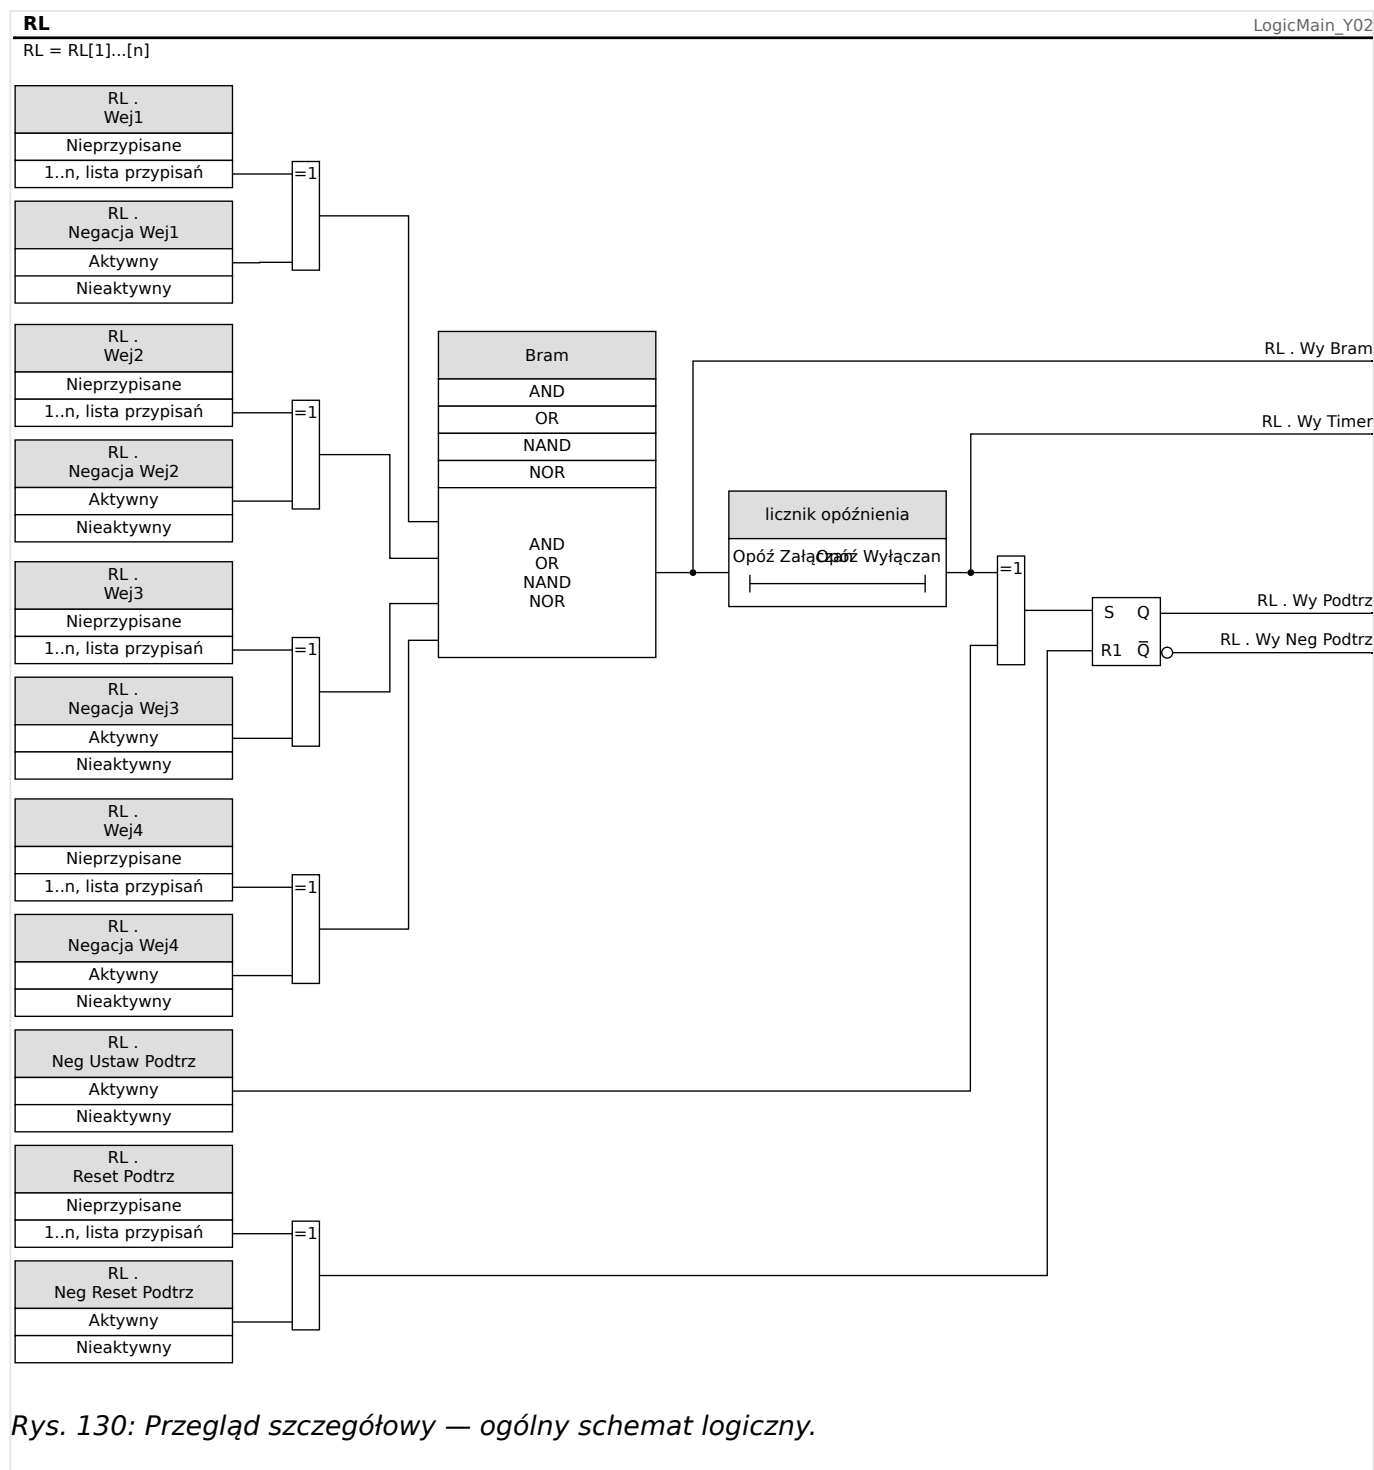 RL
LogicMain_Y02
RL = RL[1]...[n]
RL .
Wej1
Nieprzypisane
1..n, lista przypisań
=1
RL .
Negacja Wej1
Aktywny
Nieaktywny
RL .
Wej2
Nieprzypisane
1..n, lista przypisań
=1
RL .
Negacja Wej2
Aktywny
Nieaktywny
RL .
Wej3
Nieprzypisane
1..n, lista przypisań
=1
RL .
Negacja Wej3
Aktywny
Nieaktywny
RL .
Wej4
Nieprzypisane
1..n, lista przypisań
=1
RL .
Negacja Wej4
Aktywny
Nieaktywny
RL .
Neg Ustaw Podtrz
Aktywny
Nieaktywny
RL .
Reset Podtrz
Nieprzypisane
1..n, lista przypisań
=1
RL .
Neg Reset Podtrz
Aktywny
Nieaktywny
Bram
AND
OR
NAND
NOR
AND
OR
NAND
NOR
RL . Wy Bram
RL . Wy Timer
licznik opóźnienia
Opóź Załączan Opóź Wyłączan
=1
S Q
R1 Q̅
RL . Wy Podtrz
RL . Wy Neg Podtrz
Rys. 130: Przegląd szczegółowy — ogólny schemat logiczny.